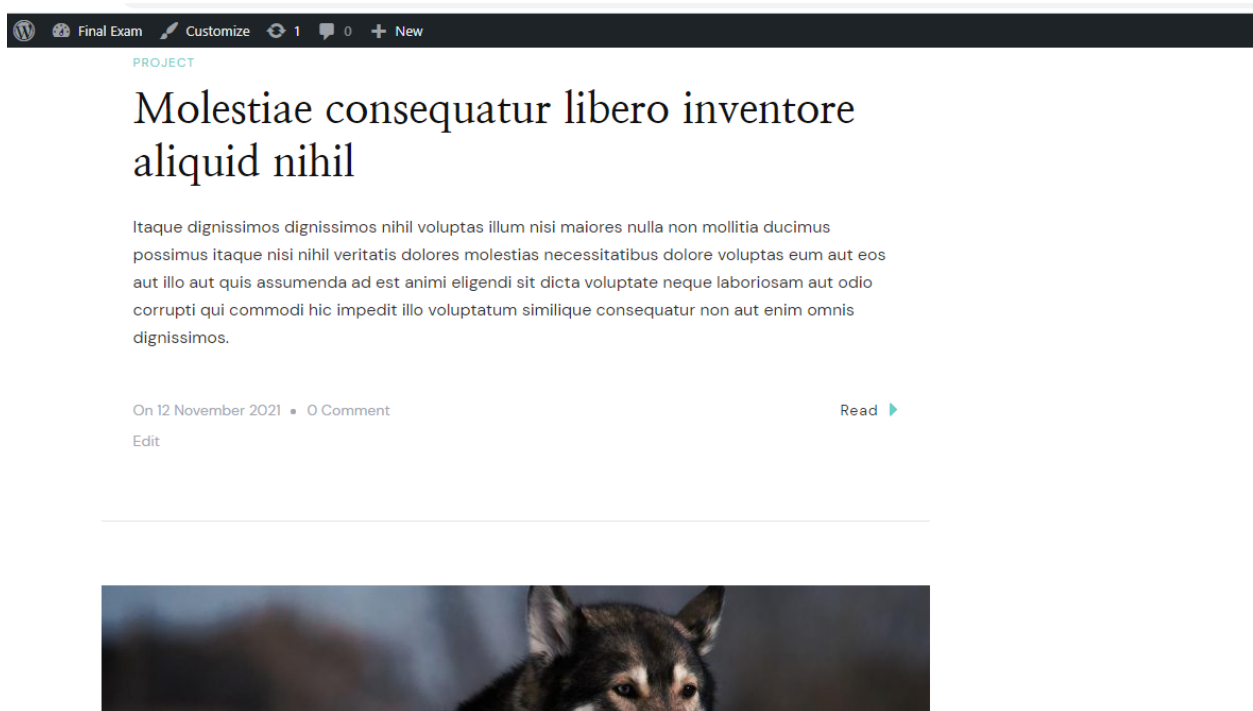 Final Exam Customize 1 0 New
PROJECT
Molestiae consequatur libero inventore
aliquid nihil
Itaque dignissimos dignissimos nihil voluptas illum nisi maiores nulla non mollitia ducimus
possimus itaque nisi nihil veritatis dolores molestias necessitatibus dolore voluptas eum aut eos
aut illo aut quis assumenda ad est animi eligendi sit dicta voluptate neque laboriosam aut odio
corrupti qui commodi hic impedit illo voluptatum similique consequatur non aut enim omnis
dignissimos.
On 12 November 2021 • 0 Comment Read
Edit